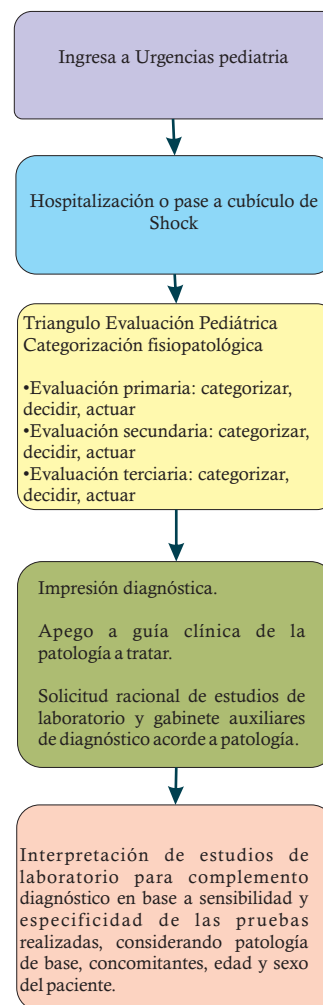 Ingresa a Urgencias pediatria
Hospitalización o pase a cubículo de
Shock
Triangulo Evaluación Pediátrica
Categorización fisiopatológica
•Evaluación primaria: categorizar,
decidir, actuar
•Evaluación secundaria: categorizar,
decidir, actuar
•Evaluación terciaria: categorizar,
decidir, actuar
Impresión diagnóstica.
Apego a guía clínica de la
patología a tratar.
Solicitud racional de estudios de
laboratorio y gabinete auxiliares
de diagnóstico acorde a patología.
Interpretación de estudios de
laboratorio para complemento
diagnóstico en base a sensibilidad y
especificidad de las pruebas
realizadas, considerando patología
de base, concomitantes, edad y sexo
del paciente.